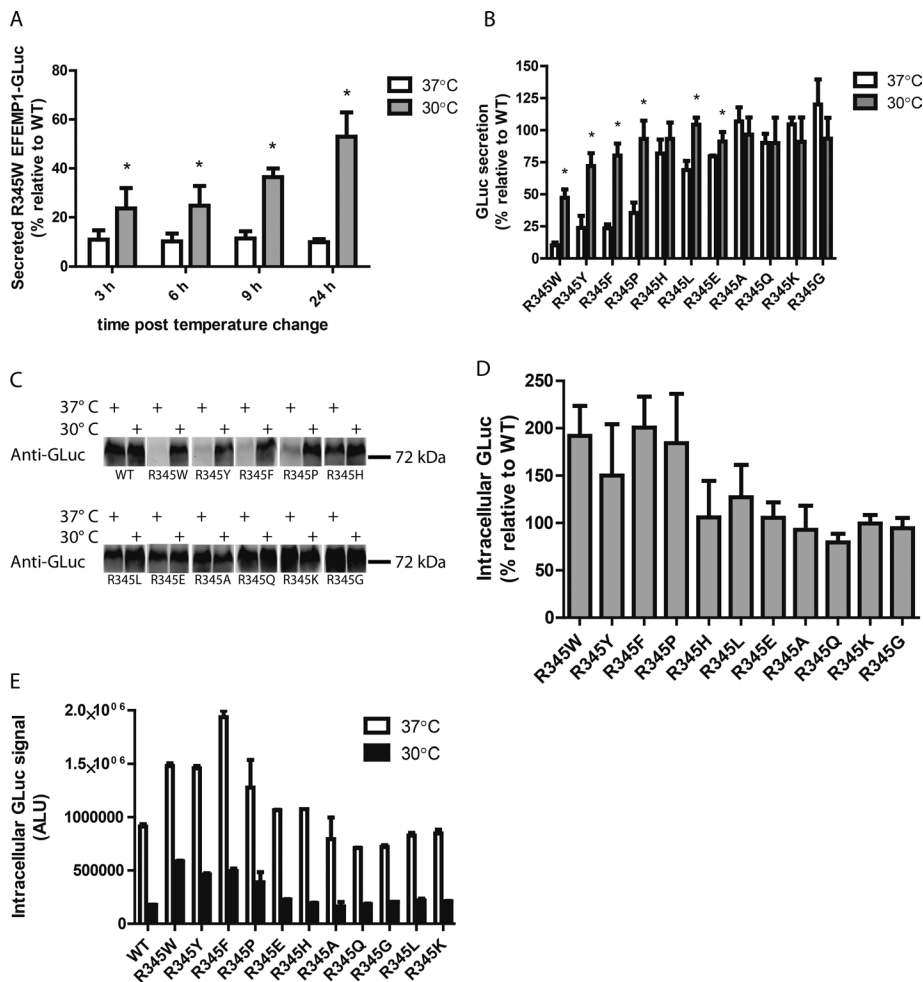 A
Secreted R345W EFEMP1-GLuc
(% relative to WT)
80
60
40
20
0
*
*
*
*
37°C
30°C
3 h
6 h
9 h
24 h
time post temperature change
B
GLuc secretion
(% relative to WT)
150
125
100
75
50
25
0
*
*
*
*
*
*
37°C
30°C
R345W
R345Y
R345F
R345P
R345H
R345L
R345E
R345A
R345Q
R345K
R345G
C
37° C + + + + + +
30° C + + + + + +
Anti-GLuc
72 kDa
WT R345W R345Y R345F R345P R345H
37° C + + + + + +
30° C + + + + + +
Anti-GLuc
72 kDa
R345L R345E R345A R345Q R345K R345G
D
Intracellular GLuc
(% relative to WT)
250
200
150
100
50
0
R345W
R345Y
R345F
R345P
R345H
R345L
R345E
R345A
R345Q
R345K
R345G
E
Intracellular GLuc signal
(ALU)
2.0×10⁰⁶
1.5×10⁰⁶
1000000
500000
0
37°C
30°C
WT
R345W
R345Y
R345F
R345P
R345E
R345H
R345A
R345Q
R345G
R345L
R345K